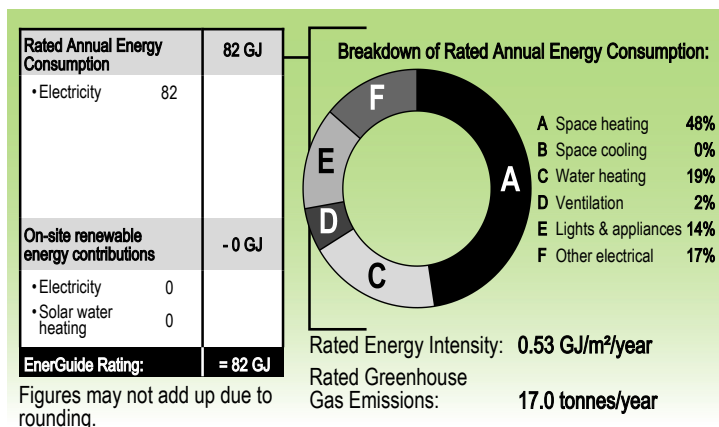 Rated Annual Energy Consumption 82 GJ
• Electricity 82
On-site renewable energy contributions - 0 GJ
• Electricity 0
• Solar water heating 0
EnerGuide Rating: = 82 GJ
Figures may not add up due to
rounding.
Breakdown of Rated Annual Energy Consumption:
F
E
D
C
A
A Space heating 48%
B Space cooling 0%
C Water heating 19%
D Ventilation 2%
E Lights & appliances 14%
F Other electrical 17%
Rated Energy Intensity: 0.53 GJ/m²/year
Rated Greenhouse
Gas Emissions: 17.0 tonnes/year